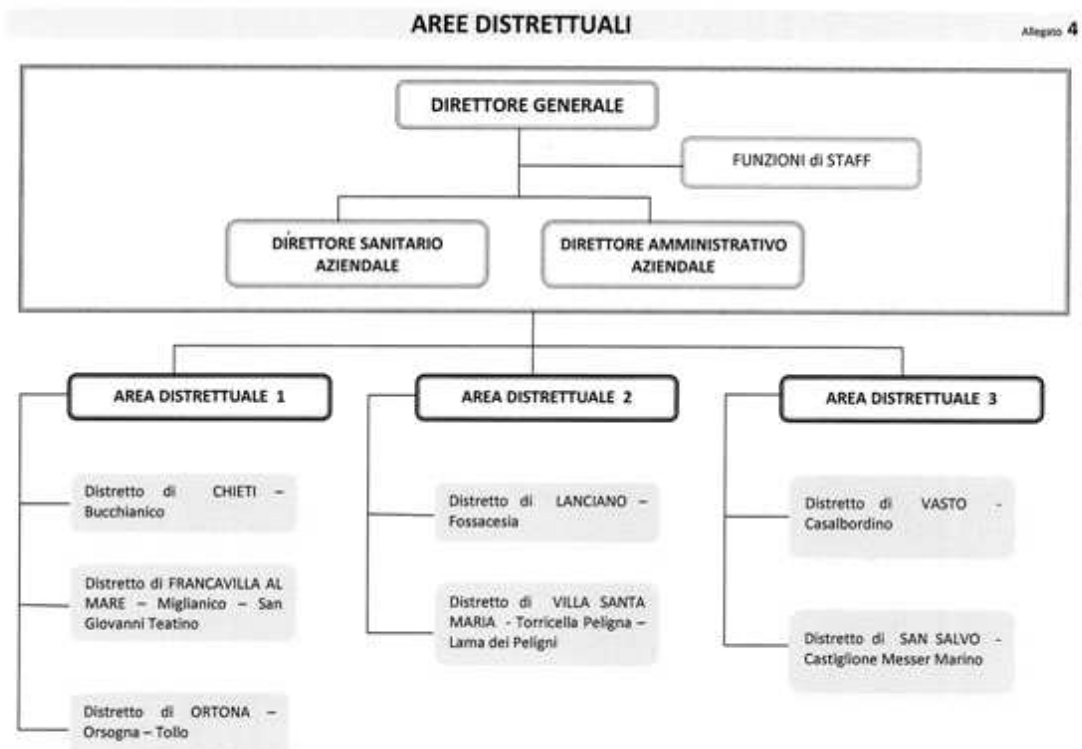 AREE DISTRETTUALI
Allegato 4
DIRETTORE GENERALE
FUNZIONI di STAFF
DIRETTORE SANITARIO
AZIENDALE
DIRETTORE AMMINISTRATIVO
AZIENDALE
AREA DISTRETTUALE 1
AREA DISTRETTUALE 2
AREA DISTRETTUALE 3
Distretto di CHIETI –
Bucchianico
Distretto di FRANCAVILLA AL
MARE – Miglianico – San
Giovanni Teatino
Distretto di ORTONA –
Orsogna – Tollo
Distretto di LANCIANO –
Fossacesia
Distretto di VILLA SANTA
MARIA - Torricella Peligna –
Lama dei Peligni
Distretto di VASTO -
Casalbordino
Distretto di SAN SALVO -
Castiglione Messer Marino